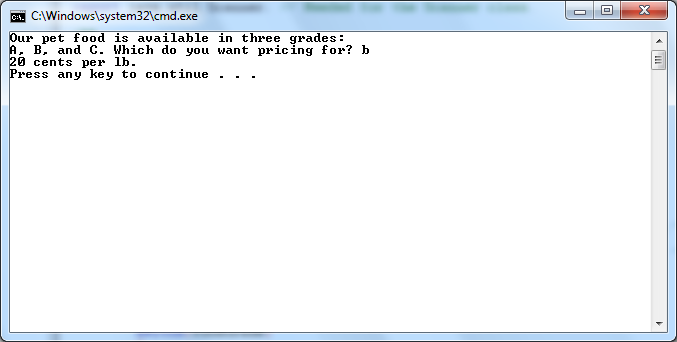 C:\Windows\system32\cmd.exe
Our pet food is available in three grades:
A, B, and C. Which do you want pricing for? b
20 cents per lb.
Press any key to continue . . .